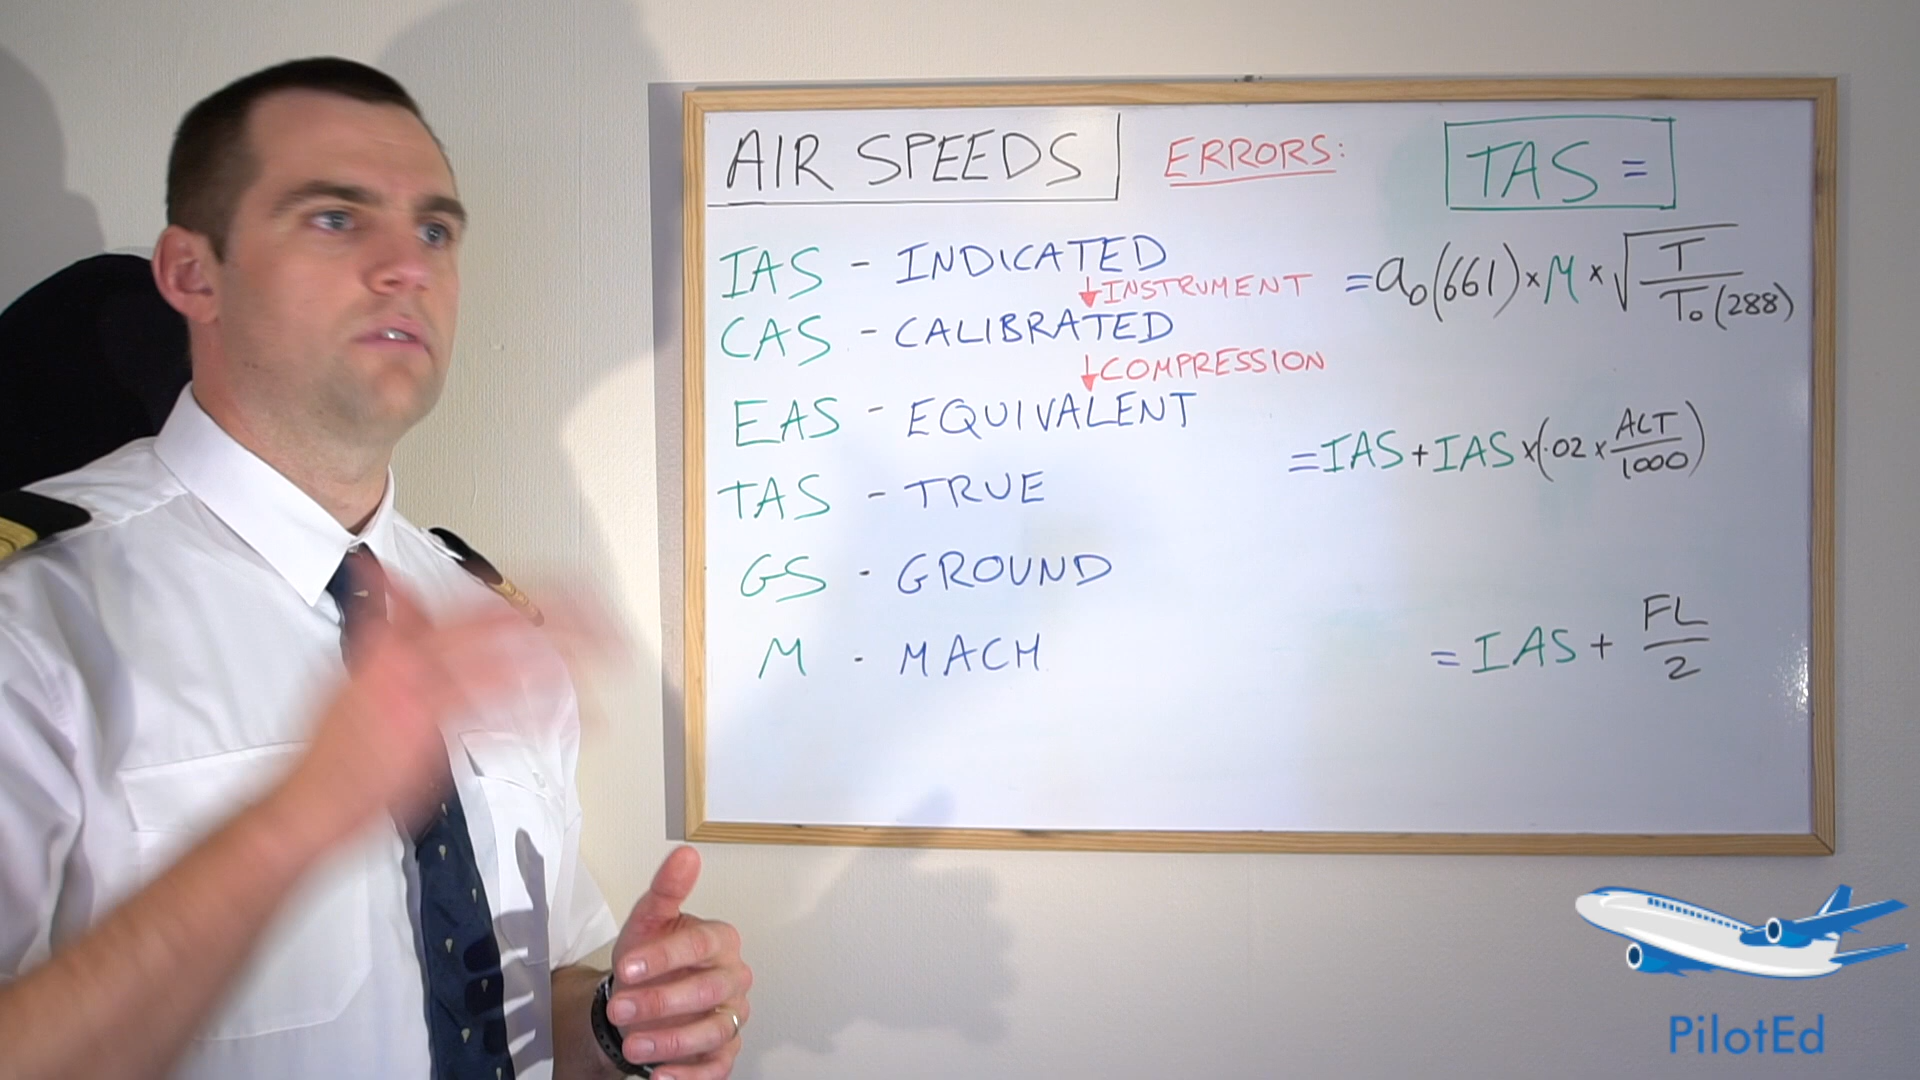 AIR SPEEDS
ERRORS:
TAS =
IAS - INDICATED
↓INSTRUMENT
CAS - CALIBRATED
↓COMPRESSION
EAS - EQUIVALENT
TAS - TRUE
GS - GROUND
M - MACH
= a₀(661) × M × √(T/T₀(288))
= IAS + IAS × (.02 × ALT/1000)
= IAS + FL/2
PilotEd